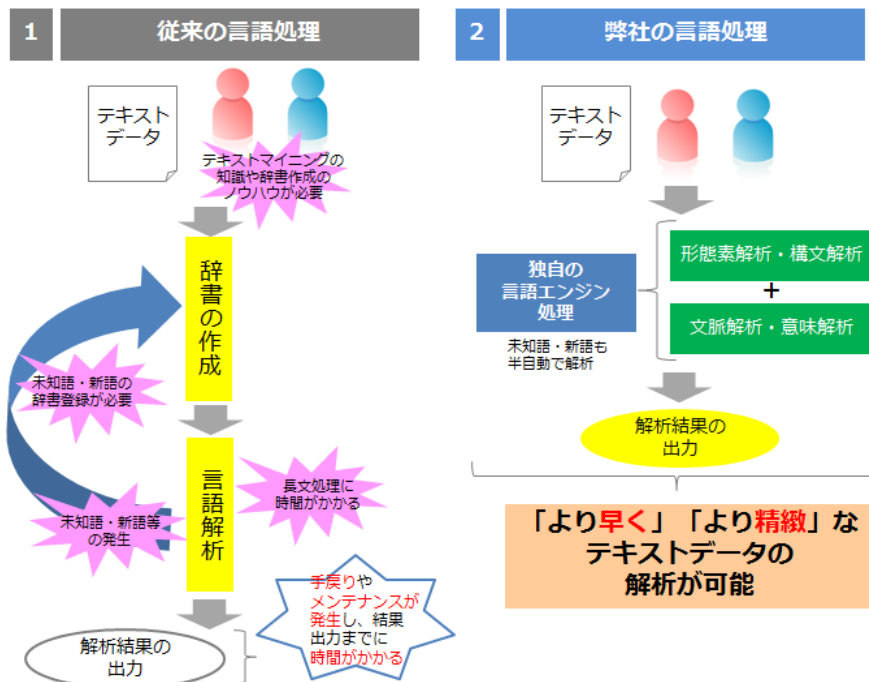 1
従来の言語処理
テキスト
データ
テキストマイニングの
知識や辞書作成の
ノウハウが必要
辞書の作成
未知語・新語の
辞書登録が必要
言語解析
長文処理に
時間がかかる
未知語・新語等
の発生
手戻りや
メンテナンスが
発生し、結果
出力までに
時間がかかる
解析結果の
出力
2
弊社の言語処理
テキスト
データ
独自の
言語エンジン
処理
未知語・新語も
半自動で解析
形態素解析・構文解析
+
文脈解析・意味解析
解析結果の
出力
「より早く」「より精緻」な
テキストデータの
解析が可能